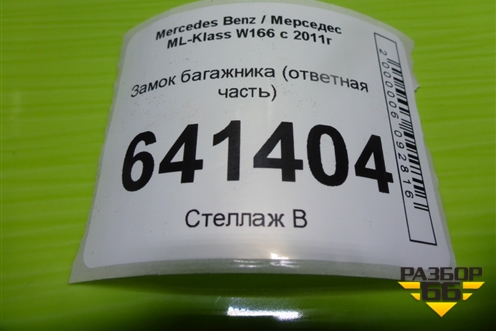 Mercedes Benz / Мерседес
ML-Klass W166 с 2011г
Замок багажника (ответная
часть)
641404
Стеллаж В
2000006092816
РАЗБОР
66